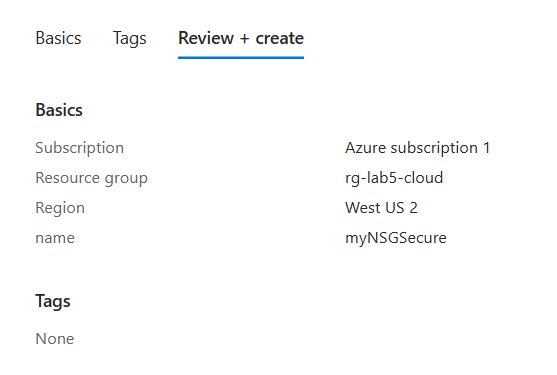 Basics Tags Review + create
Basics
Subscription Azure subscription 1
Resource group rg-lab5-cloud
Region West US 2
name myNSGSecure
Tags
None